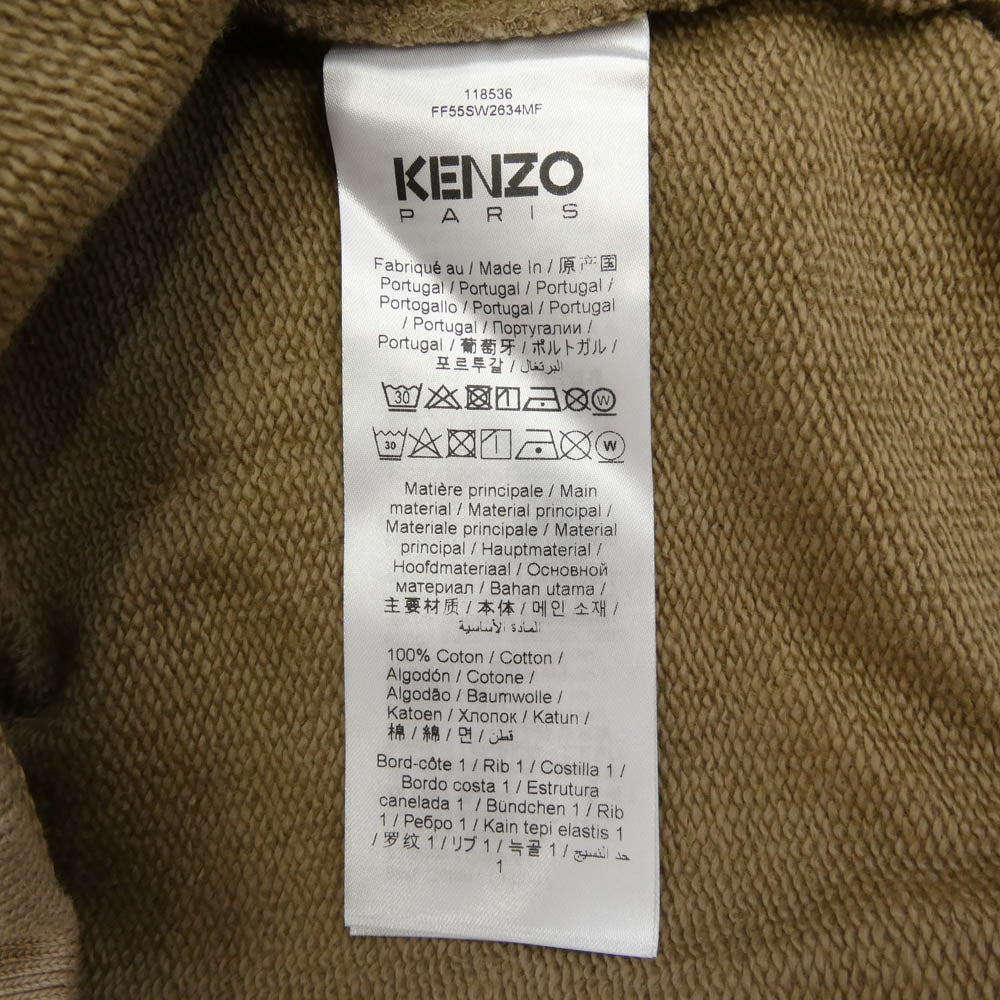 118536
FF55SW2634MF
KENZO
PARIS
Fabriqué au / Made In / 原产国
Portugal / Portugal / Portugal /
Portogallo / Portugal / Portugal
/ Portugal / Португалии /
Portugal / 葡萄牙 / ポルトガル /
포르투갈 / البرتغال
30 W
30 W
Matière principale / Main
material / Material principal /
Materiale principale / Material
principal / Hauptmaterial /
Hoofdmateriaal / Основной
материал / Bahan utama /
主要材质 / 本体 / 메인 소재 /
المادة الأساسية
100% Coton / Cotton /
Algodón / Cotone /
Algodão / Baumwolle /
Katoen / Хлопок / Katun /
棉 / 綿 / 면 / قطن
Bord-côte 1 / Rib 1 / Costilla 1 /
Bordo costa 1 / Estrutura
canelada 1 / Bündchen 1 / Rib
1 / Ребро 1 / Kain tepi elastis 1
/ 罗纹 1 / リブ 1 / 늑골 1 / حد النسيج
1